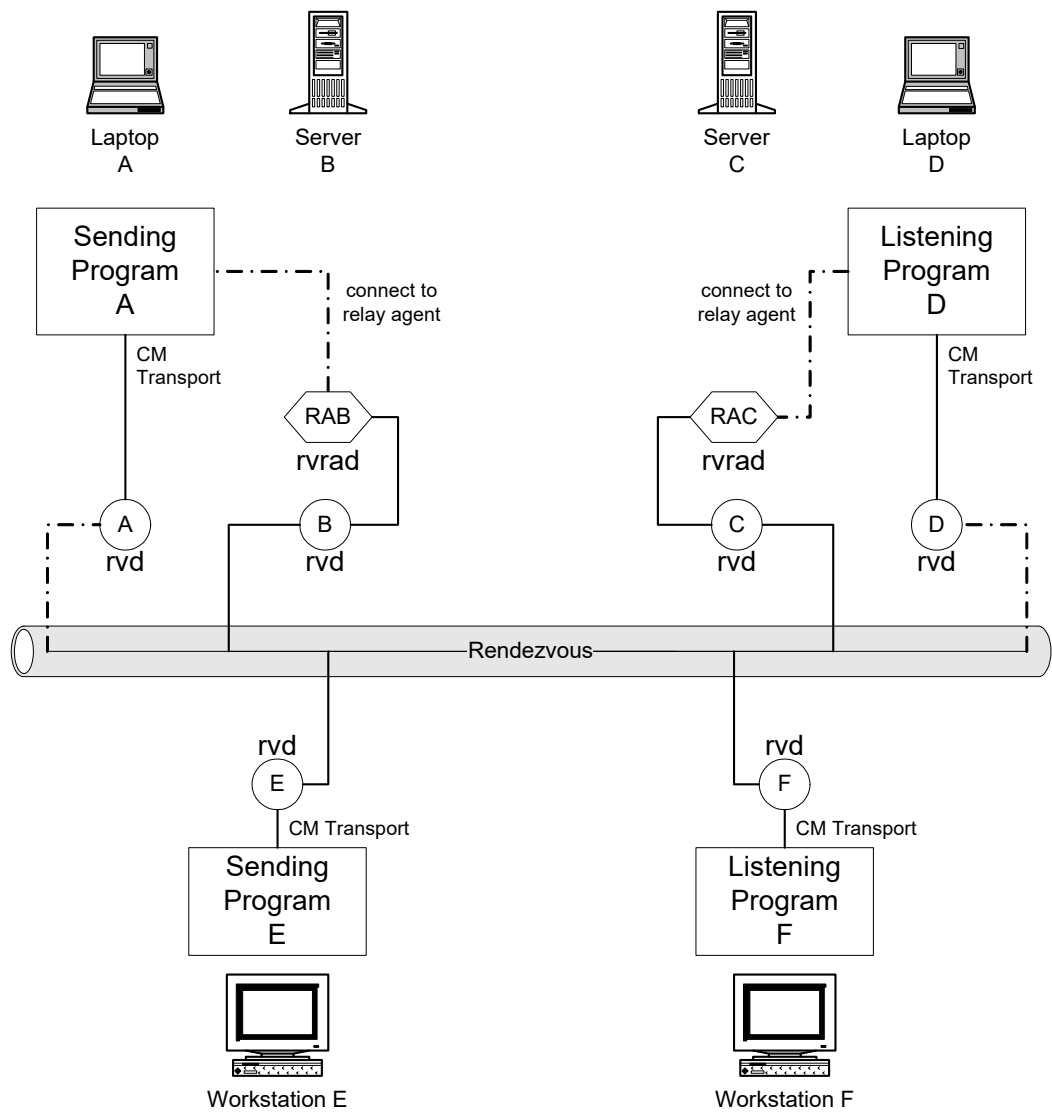 Laptop
A
Server
B
Server
C
Laptop
D
Sending
Program
A
connect to
relay agent
connect to
relay agent
Listening
Program
D
CM
Transport
CM
Transport
RAB
rvrad
RAC
rvrad
A
rvd
B
rvd
C
rvd
D
rvd
Rendezvous
rvd
E
rvd
F
CM Transport
CM Transport
Sending
Program
E
Listening
Program
F
Workstation E
Workstation F